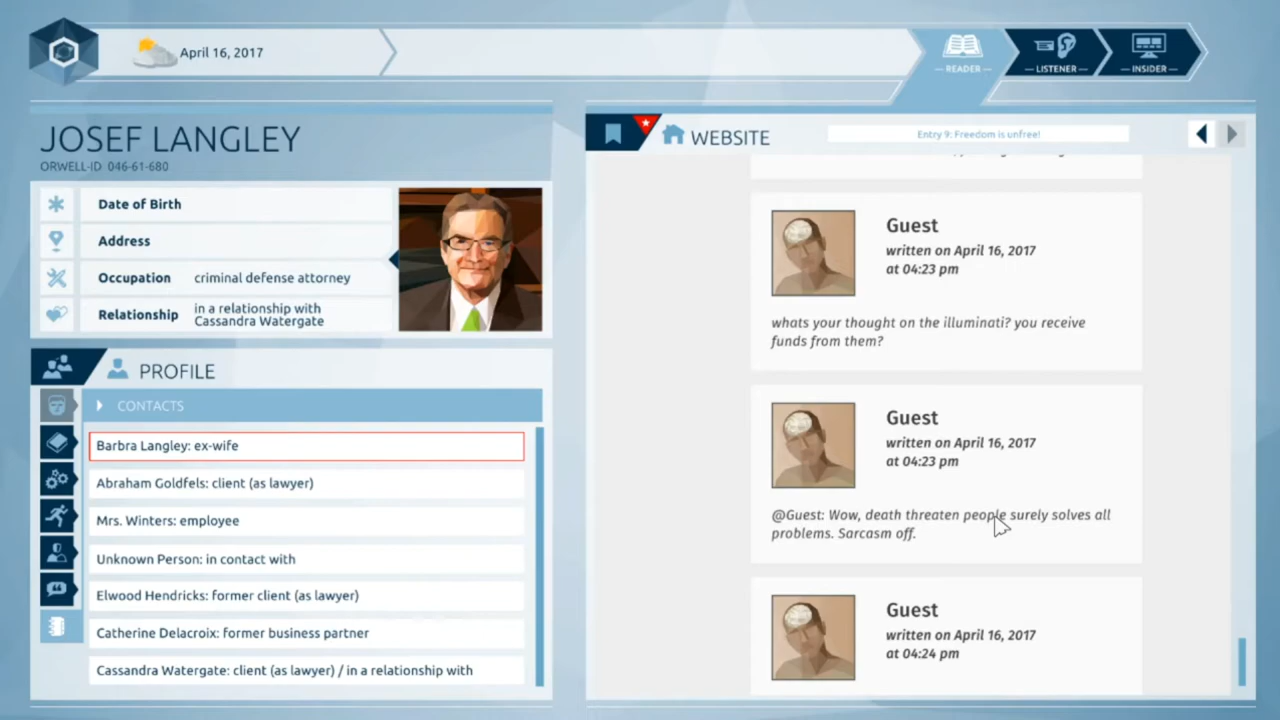 April 16, 2017
— READER —
— LISTENER —
— INSIDER —
JOSEF LANGLEY
ORWELL-ID 046-61-680
Date of Birth
Address
Occupation criminal defense attorney
Relationship in a relationship with
Cassandra Watergate
PROFILE
CONTACTS
Barbra Langley: ex-wife
Abraham Goldfels: client (as lawyer)
Mrs. Winters: employee
Unknown Person: in contact with
Elwood Hendricks: former client (as lawyer)
Catherine Delacroix: former business partner
Cassandra Watergate: client (as lawyer) / in a relationship with
WEBSITE
Entry 9: Freedom is unfree!
Guest
written on April 16, 2017
at 04:23 pm
whats your thought on the illuminati? you receive
funds from them?
Guest
written on April 16, 2017
at 04:23 pm
@Guest: Wow, death threaten people surely solves all
problems. Sarcasm off.
Guest
written on April 16, 2017
at 04:24 pm